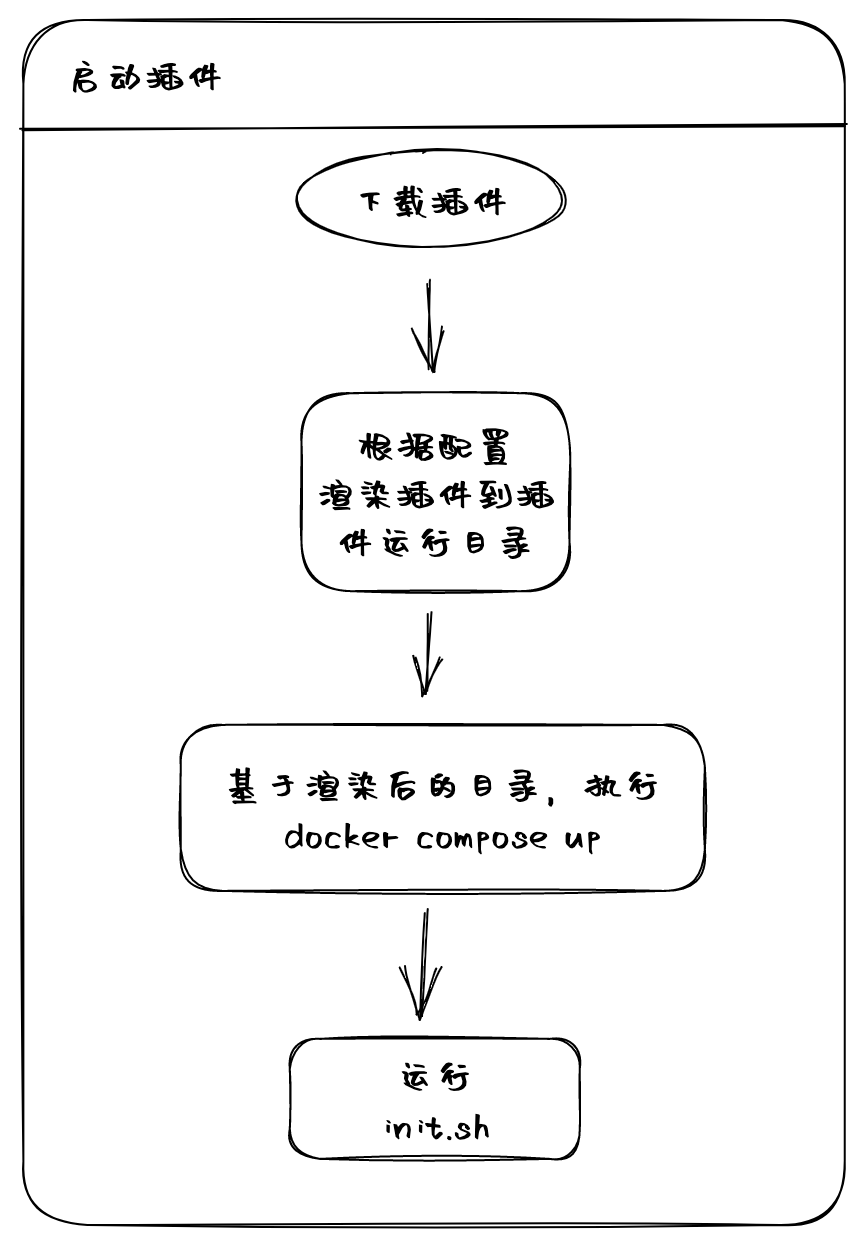 启动插件
下载插件
根据配置
渲染插件到插
件运行目录
基于渲染后的目录，执行
docker compose up
运行
init.sh